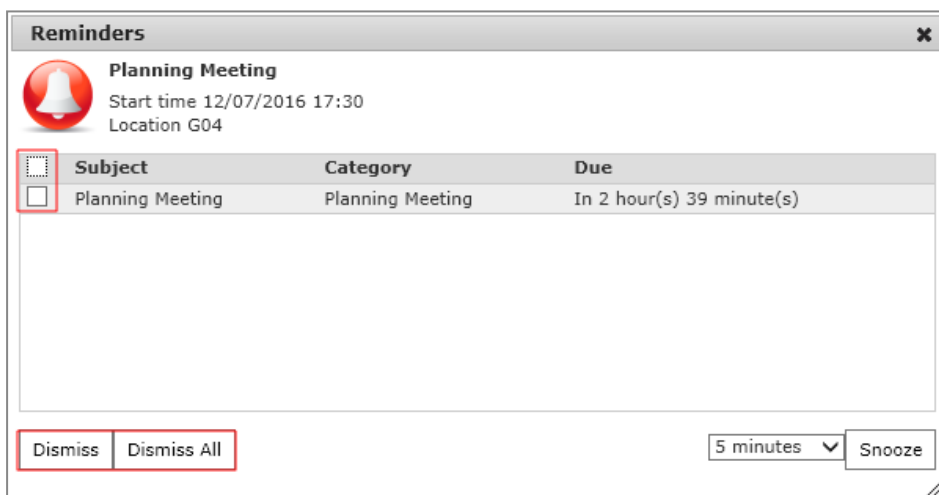 Reminders
Planning Meeting
Start time 12/07/2016 17:30
Location G04
Subject Category Due
Planning Meeting Planning Meeting In 2 hour(s) 39 minute(s)
Dismiss Dismiss All 5 minutes Snooze